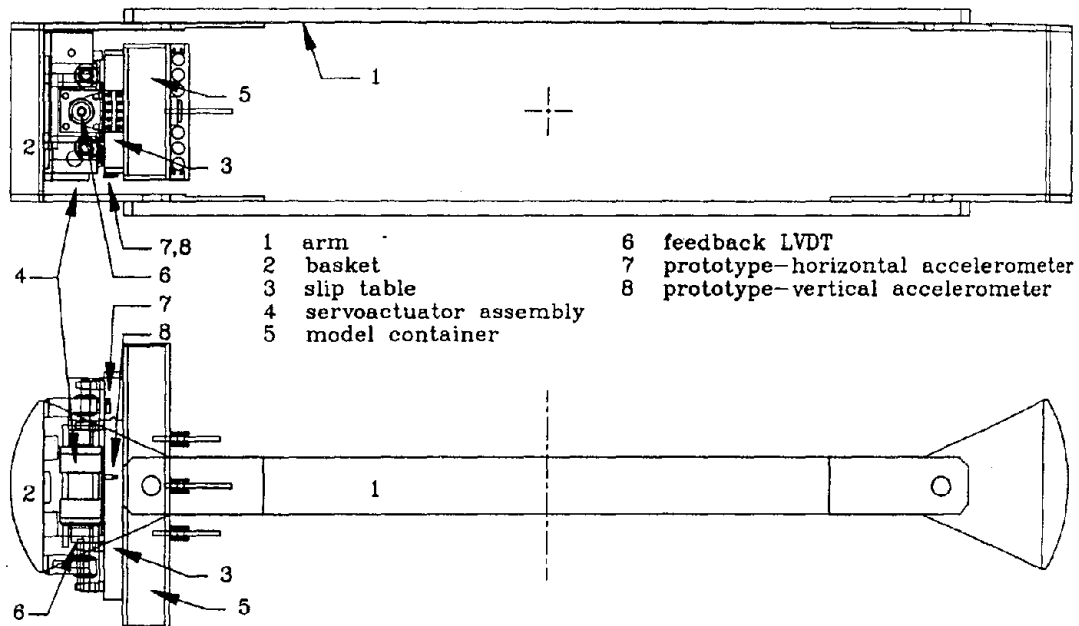 1
5
2
3
7,8
6
4
7
8
1 arm
2 basket
3 slip table
4 servoactuator assembly
5 model container
6 feedback LVDT
7 prototype-horizontal accelerometer
8 prototype-vertical accelerometer
2
1
3
5
6